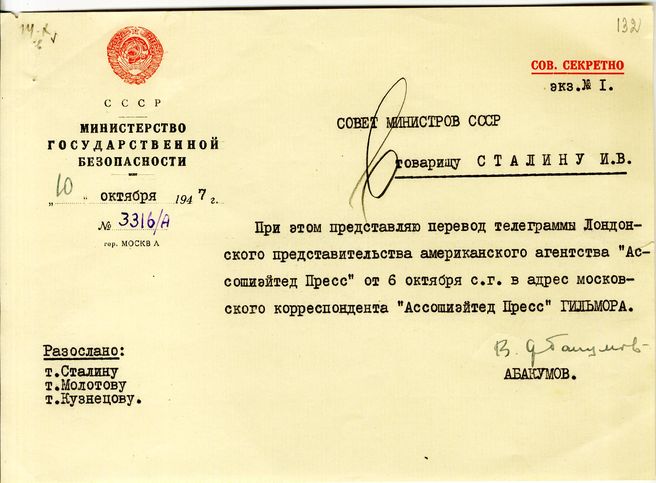 132
СОВ. СЕКРЕТНО
экз.№ I.
СССР
МИНИСТЕРСТВО
ГОСУДАРСТВЕННОЙ
БЕЗОПАСНОСТИ
„10 " октября 1947 г.
№ 3316/А
гор. МОСКВА
СОВЕТ МИНИСТРОВ СССР
товарищу СТАЛИНУ И.В.
При этом представляю перевод телеграммы Лондон-
ского представительства американского агентства "Ас-
сошиэйтед Пресс" от 6 октября с.г. в адрес москов-
ского корреспондента "Ассошиэйтед Пресс" ГИЛЬМОРА.
В. Абакумов
АБАКУМОВ.
Разослано:
т.Сталину
т.Молотову
т.Кузнецову.